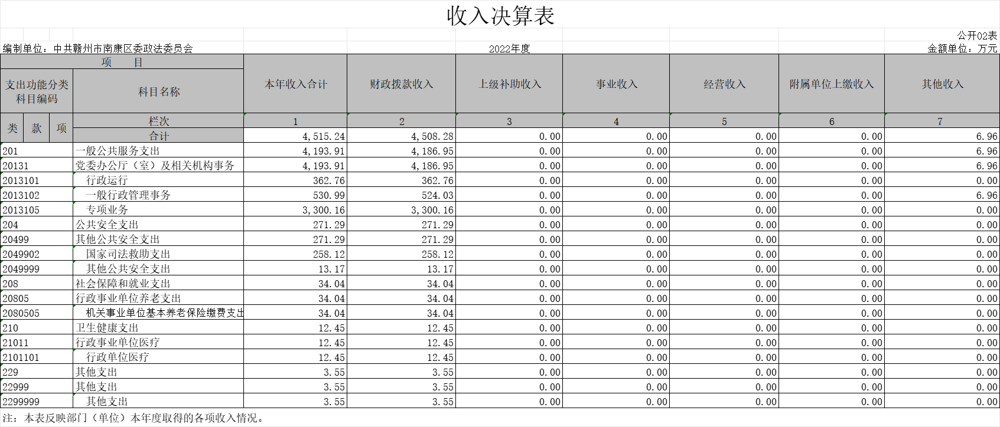 收入决算表
公开02表
编制单位：中共赣州市南康区委政法委员会 2022年度 金额单位：万元
项 目 本年收入合计 财政拨款收入 上级补助收入 事业收入 经营收入 附属单位上缴收入 其他收入
支出功能分类科目编码 科目名称
类 款 项 栏次 1 2 3 4 5 6 7
合计 4,515.24 4,508.28 0.00 0.00 0.00 0.00 6.96
201 一般公共服务支出 4,193.91 4,186.95 0.00 0.00 0.00 0.00 6.96
20131 党委办公厅（室）及相关机构事务 4,193.91 4,186.95 0.00 0.00 0.00 0.00 6.96
2013101 行政运行 362.76 362.76 0.00 0.00 0.00 0.00 0.00
2013102 一般行政管理事务 530.99 524.03 0.00 0.00 0.00 0.00 6.96
2013105 专项业务 3,300.16 3,300.16 0.00 0.00 0.00 0.00 0.00
204 公共安全支出 271.29 271.29 0.00 0.00 0.00 0.00 0.00
20499 其他公共安全支出 271.29 271.29 0.00 0.00 0.00 0.00 0.00
2049902 国家司法救助支出 258.12 258.12 0.00 0.00 0.00 0.00 0.00
2049999 其他公共安全支出 13.17 13.17 0.00 0.00 0.00 0.00 0.00
208 社会保障和就业支出 34.04 34.04 0.00 0.00 0.00 0.00 0.00
20805 行政事业单位养老支出 34.04 34.04 0.00 0.00 0.00 0.00 0.00
2080505 机关事业单位基本养老保险缴费支出 34.04 34.04 0.00 0.00 0.00 0.00 0.00
210 卫生健康支出 12.45 12.45 0.00 0.00 0.00 0.00 0.00
21011 行政事业单位医疗 12.45 12.45 0.00 0.00 0.00 0.00 0.00
2101101 行政单位医疗 12.45 12.45 0.00 0.00 0.00 0.00 0.00
229 其他支出 3.55 3.55 0.00 0.00 0.00 0.00 0.00
22999 其他支出 3.55 3.55 0.00 0.00 0.00 0.00 0.00
2299999 其他支出 3.55 3.55 0.00 0.00 0.00 0.00 0.00
注：本表反映部门（单位）本年度取得的各项收入情况。